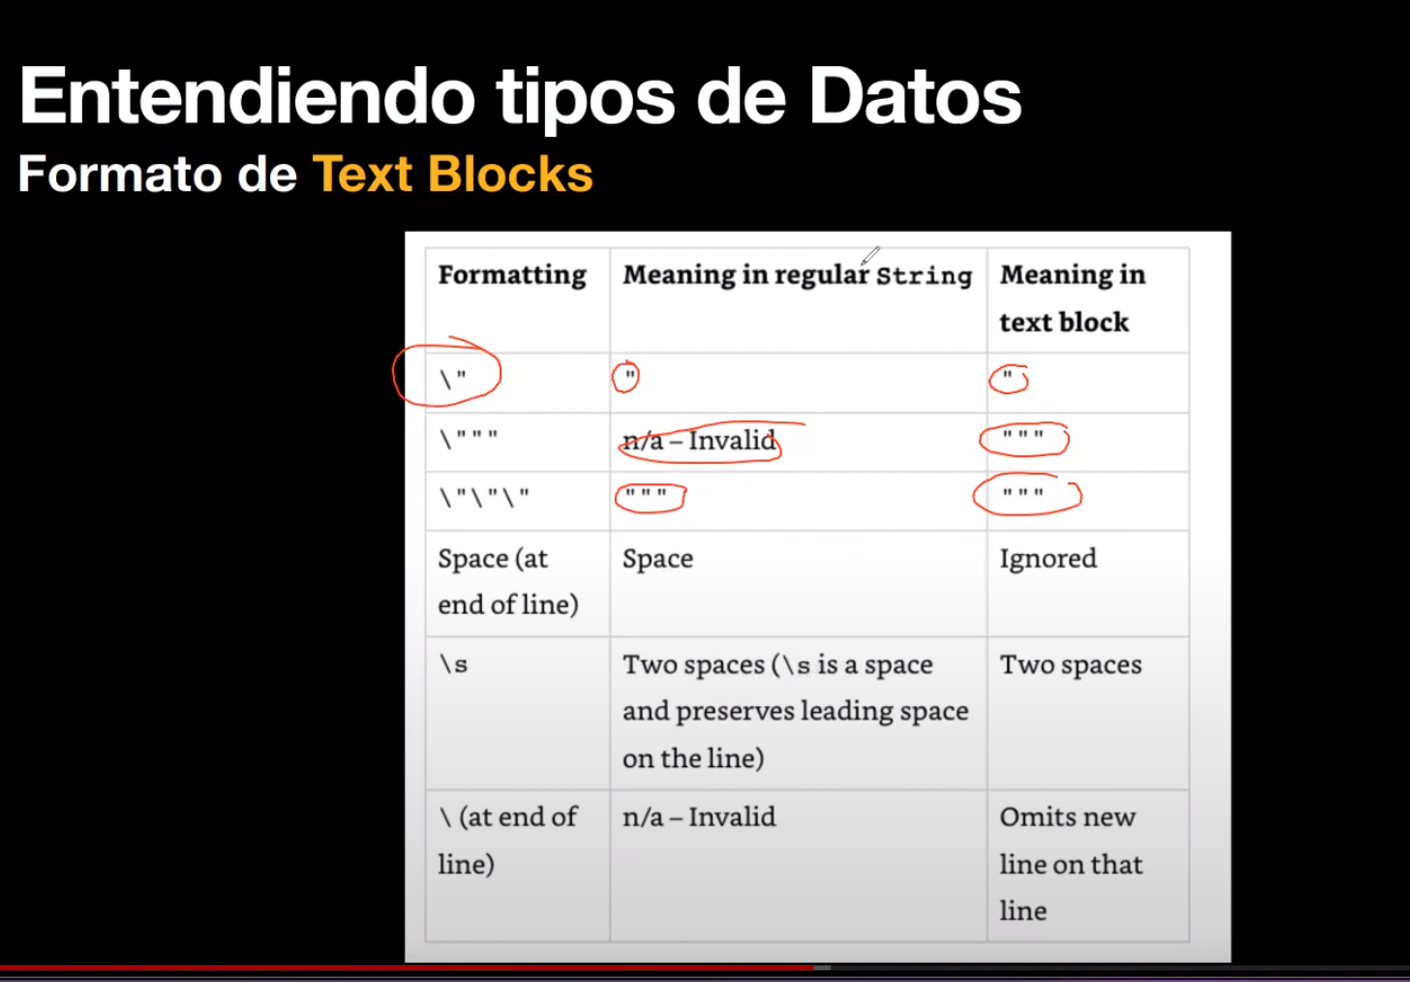 Entendiendo tipos de Datos
Formato de Text Blocks
Formatting
Meaning in regular String
Meaning in
text block
\"
"
"
\"""
n/a – Invalid
"""
\"\"\"
"""
"""
Space (at
end of line)
Space
Ignored
\s
Two spaces (\s is a space
and preserves leading space
on the line)
Two spaces
\ (at end of
line)
n/a – Invalid
Omits new
line on that
line